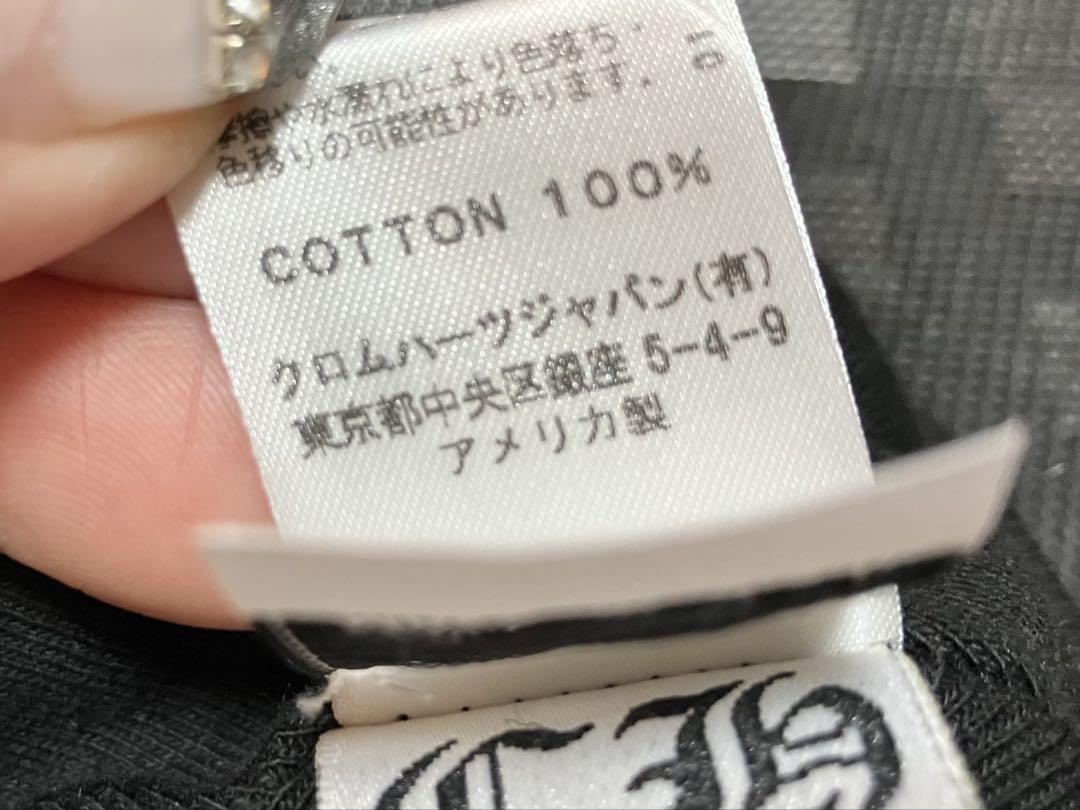 や水濡れにより色落ち・
色移りの可能性があります。
COTTON 100%
クロムハーツジャパン(有)
東京都中央区銀座 5-4-9
アメリカ製
CH